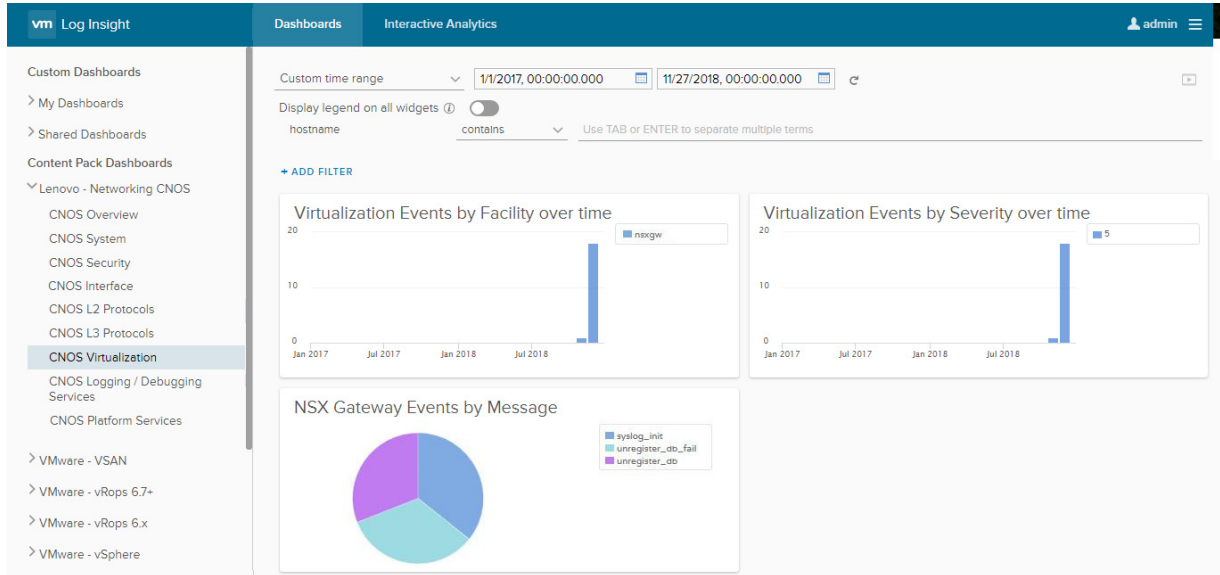 vm Log Insight
Dashboards
Interactive Analytics
admin
Custom Dashboards
My Dashboards
Shared Dashboards
Content Pack Dashboards
Lenovo - Networking CNOS
CNOS Overview
CNOS System
CNOS Security
CNOS Interface
CNOS L2 Protocols
CNOS L3 Protocols
CNOS Virtualization
CNOS Logging / Debugging
Services
CNOS Platform Services
VMware - VSAN
VMware - vRops 6.7+
VMware - vRops 6.x
VMware - vSphere
Custom time range
1/1/2017, 00:00:00.000
11/27/2018, 00:00:00.000
Display legend on all widgets i
hostname
contains
Use TAB or ENTER to separate multiple terms
+ ADD FILTER
Virtualization Events by Facility over time
20
10
0
Jan 2017 Jul 2017 Jan 2018 Jul 2018
nsxgw
Virtualization Events by Severity over time
20
10
0
Jan 2017 Jul 2017 Jan 2018 Jul 2018
5
NSX Gateway Events by Message
syslog_init
unregister_db_fail
unregister_db